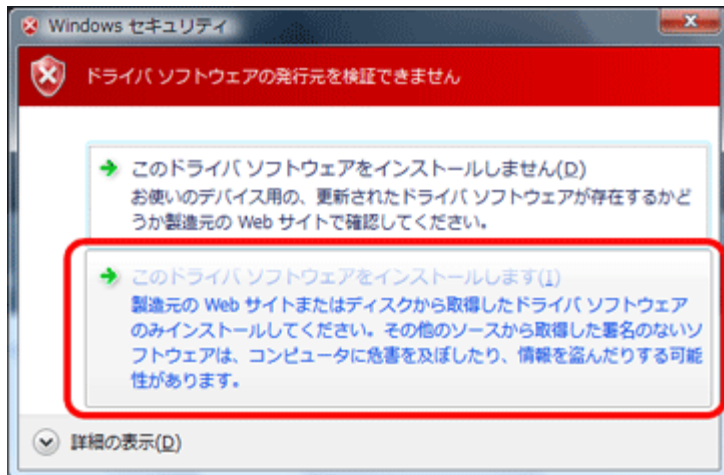 Windows セキュリティ
ドライバ ソフトウェアの発行元を検証できません
このドライバ ソフトウェアをインストールしません(D)
お使いのデバイス用の、更新されたドライバ ソフトウェアが存在するかど
うか製造元の Web サイトで確認してください。
このドライバ ソフトウェアをインストールします(I)
製造元の Web サイトまたはディスクから取得したドライバ ソフトウェア
のみインストールしてください。その他のソースから取得した署名のないソ
フトウェアは、コンピュータに危害を及ぼしたり、情報を盗んだりする可能
性があります。
詳細の表示(D)